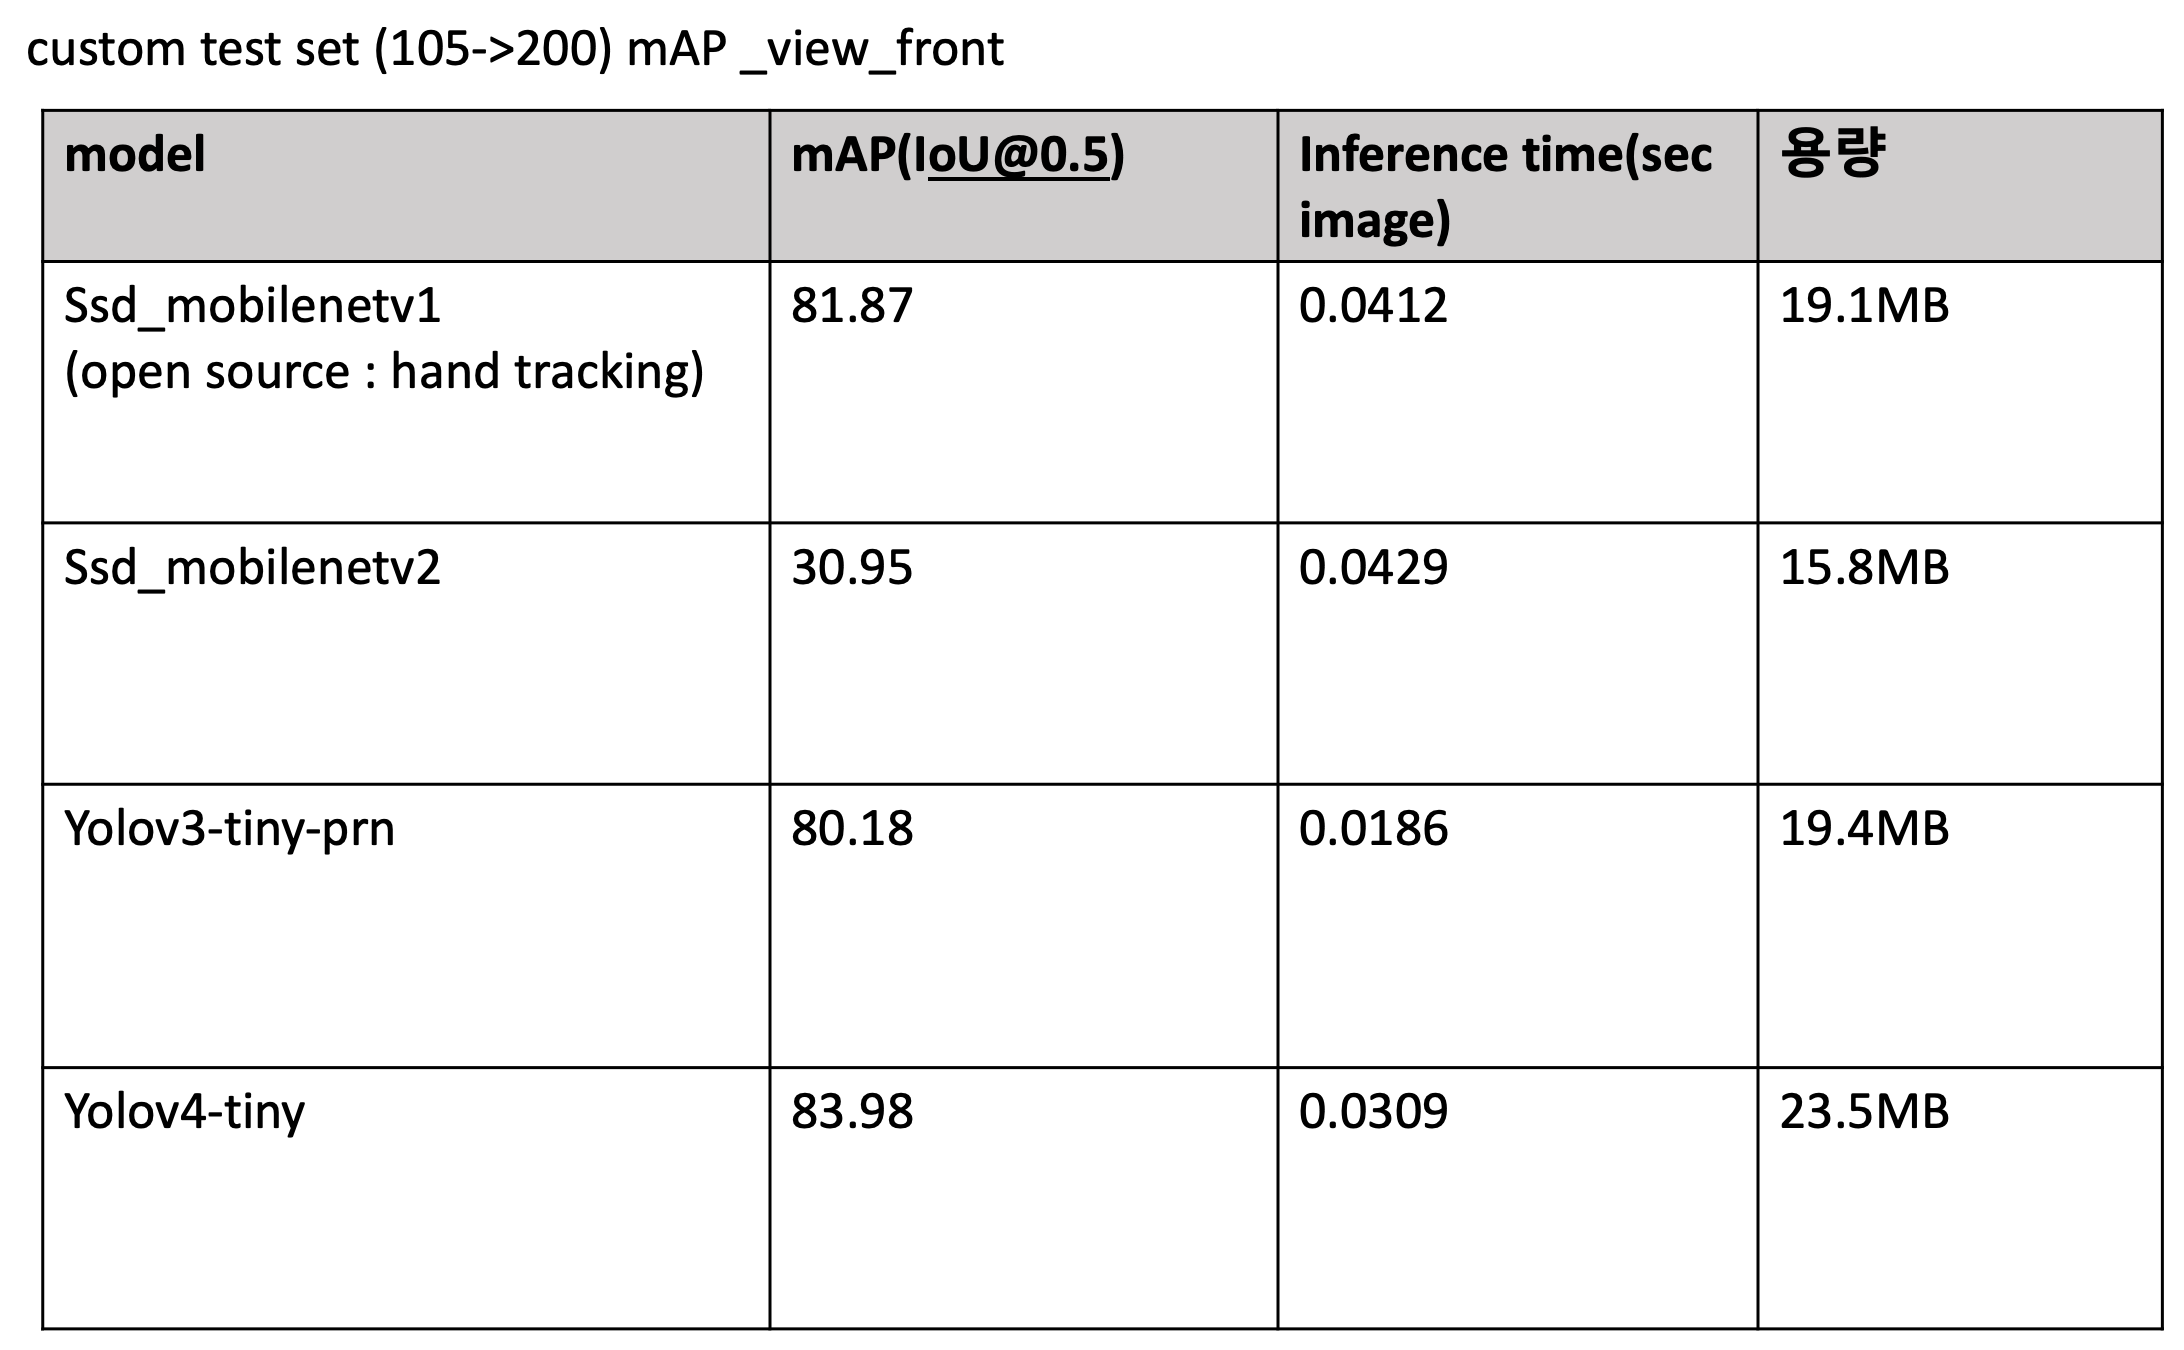 custom test set (105->200) mAP _view_front
model
mAP(IoU@0.5)
Inference time(sec
image)
용량
Ssd_mobilenetv1
(open source : hand tracking)
81.87
0.0412
19.1MB
Ssd_mobilenetv2
30.95
0.0429
15.8MB
Yolov3-tiny-prn
80.18
0.0186
19.4MB
Yolov4-tiny
83.98
0.0309
23.5MB